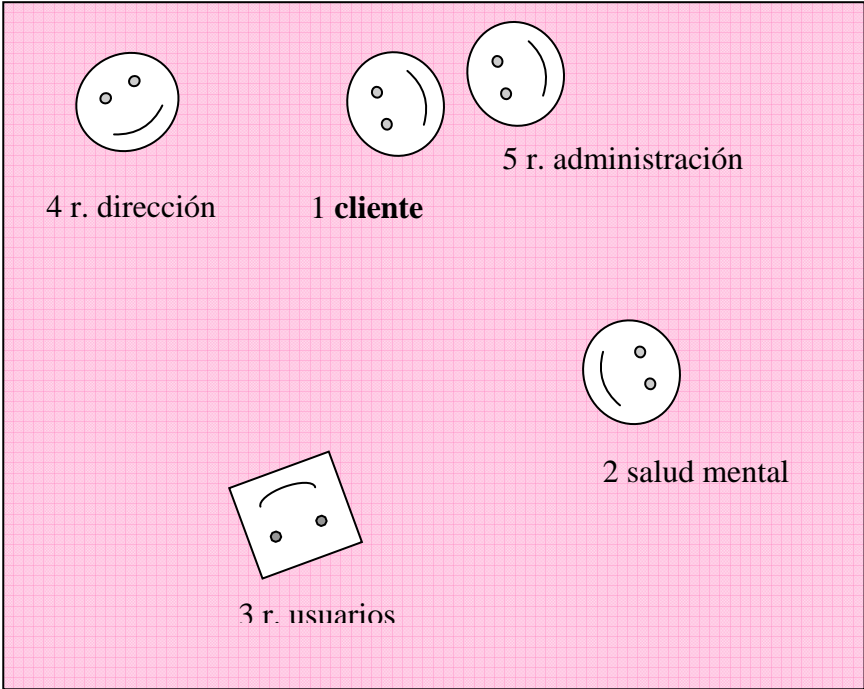 5 r. administración
4 r. dirección
1 cliente
2 salud mental
3 r. usuarios